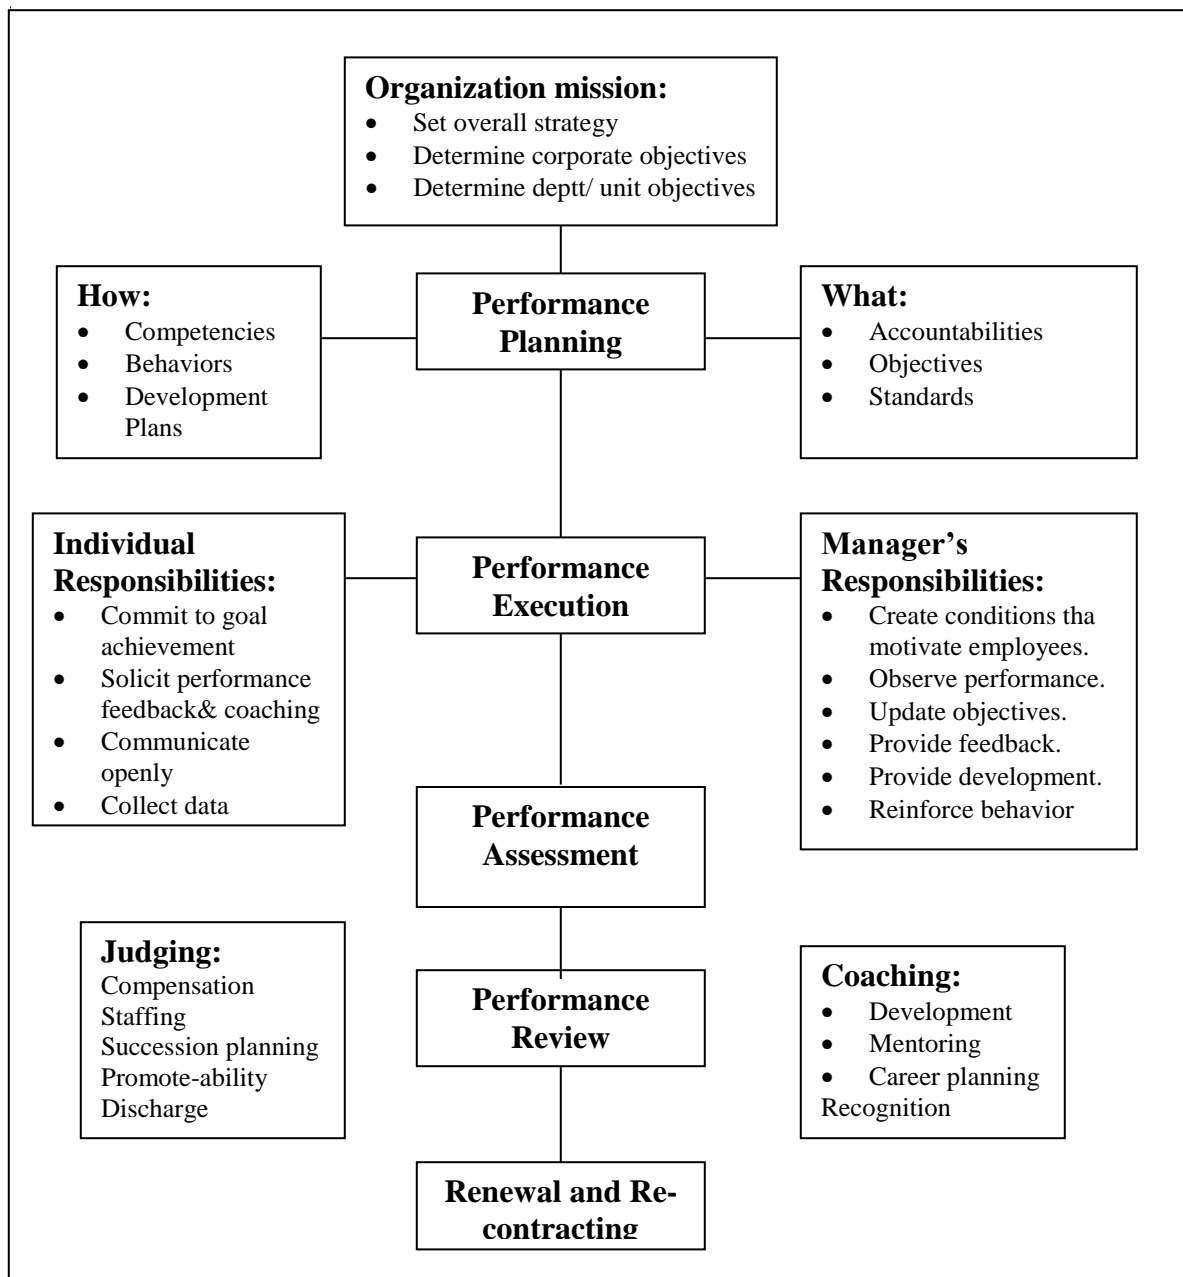 Organization mission:
• Set overall strategy
• Determine corporate objectives
• Determine deptt/ unit objectives
How:
• Competencies
• Behaviors
• Development
Plans
Performance
Planning
What:
• Accountabilities
• Objectives
• Standards
Individual
Responsibilities:
• Commit to goal
achievement
• Solicit performance
feedback& coaching
• Communicate
openly
• Collect data
Performance
Execution
Manager’s
Responsibilities:
• Create conditions tha
motivate employees.
• Observe performance.
• Update objectives.
• Provide feedback.
• Provide development.
• Reinforce behavior
Performance
Assessment
Judging:
Compensation
Staffing
Succession planning
Promote-ability
Discharge
Performance
Review
Coaching:
• Development
• Mentoring
• Career planning
Recognition
Renewal and Re-
contracting